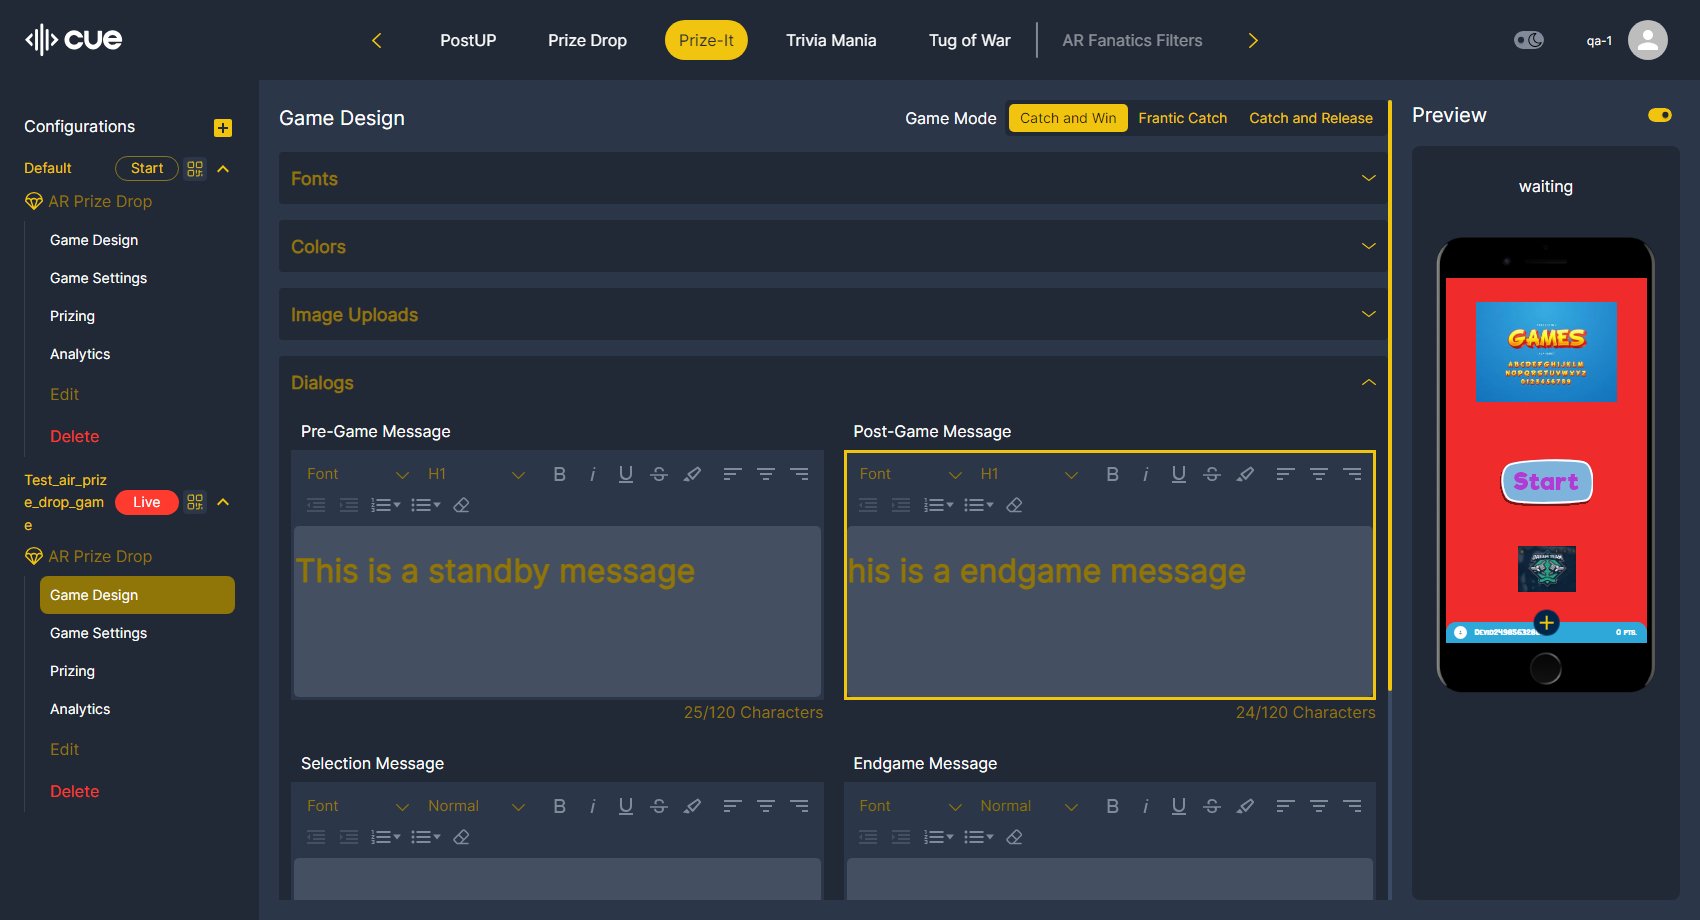 cue
PostUP
Prize Drop
Prize-It
Trivia Mania
Tug of War
AR Fanatics Filters
qa-1
Configurations
Default
Start
AR Prize Drop
Game Design
Game Settings
Prizing
Analytics
Edit
Delete
Test_air_priz
e_drop_gam
e
Live
AR Prize Drop
Game Design
Game Settings
Prizing
Analytics
Edit
Delete
Game Design
Game Mode
Catch and Win
Frantic Catch
Catch and Release
Fonts
Colors
Image Uploads
Dialogs
Pre-Game Message
Font
H1
This is a standby message
25/120 Characters
Post-Game Message
Font
H1
his is a endgame message
24/120 Characters
Selection Message
Font
Normal
Endgame Message
Font
Normal
Preview
waiting
GAMES
ABCDEFGHIJKLM
NOPQRSTUVWXYZ
0123456789
Start
0 PTS.